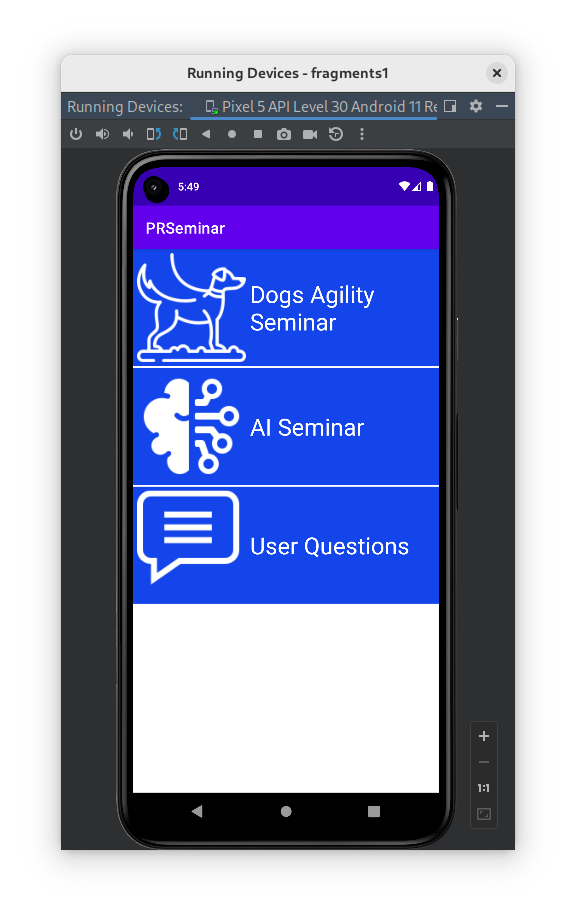 Running Devices - fragments1
Running Devices:
Pixel 5 API Level 30 Android 11 Re
5:49
PRSeminar
Dogs Agility
Seminar
AI Seminar
User Questions
1:1